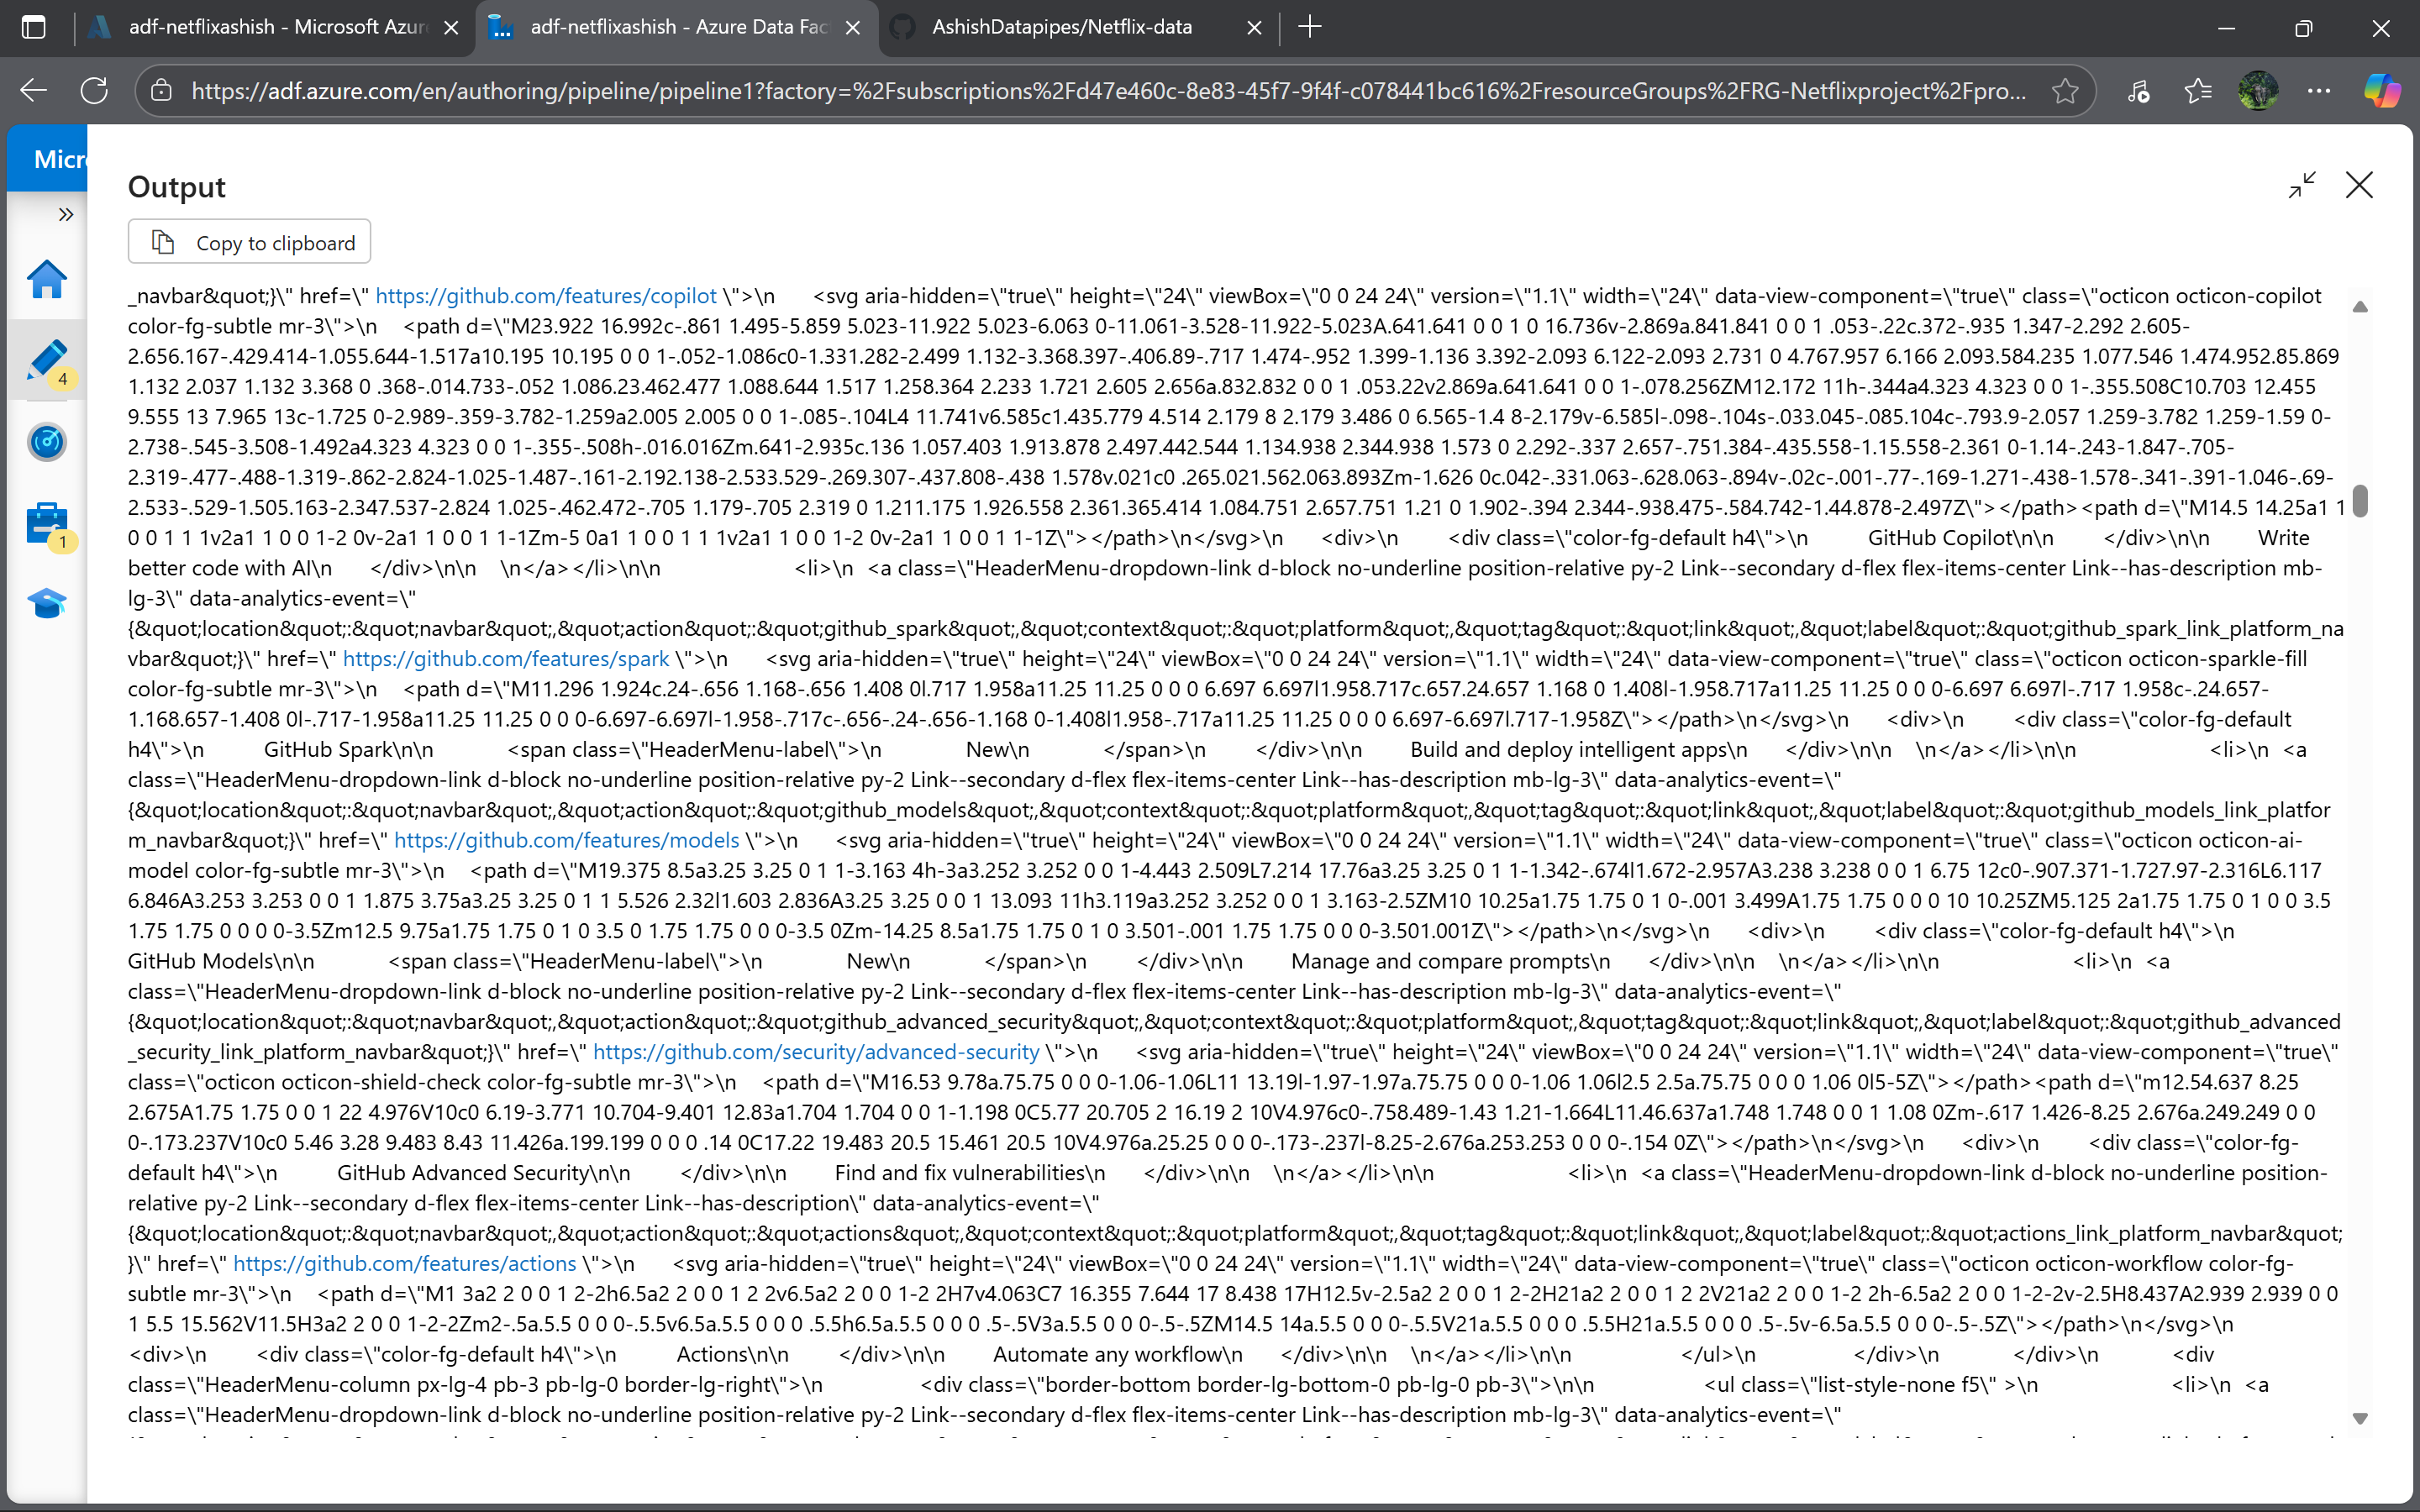 adf-netflixashish - Microsoft Azur
adf-netflixashish - Azure Data Fac
AshishDatapipes/Netflix-data
https://adf.azure.com/en/authoring/pipeline/pipeline1?factory=%2Fsubscriptions%2Fd47e460c-8e83-45f7-9f4f-c078441bc616%2FresourceGroups%2FRG-Netflixproject%2Fpro...
Micr
Output
Copy to clipboard
4
1
_navbar&quot;}\" href=\" https://github.com/features/copilot \">\n <svg aria-hidden=\"true\" height=\"24\" viewBox=\"0 0 24 24\" version=\"1.1\" width=\"24\" data-view-component=\"true\" class=\"octicon octicon-copilot
color-fg-subtle mr-3\">\n <path d=\"M23.922 16.992c-.861 1.495-5.859 5.023-11.922 5.023-6.063 0-11.061-3.528-11.922-5.023A.641.641 0 0 1 0 16.736v-2.869a.841.841 0 0 1 .053-.22c.372-.935 1.347-2.292 2.605-
2.656.167-.429.414-1.055.644-1.517a10.195 10.195 0 0 1-.052-1.086c0-1.331.282-2.499 1.132-3.368.397-.406.89-.717 1.474-.952 1.399-1.136 3.392-2.093 6.122-2.093 2.731 0 4.767.957 6.166 2.093.584.235 1.077.546 1.474.952.85.869
1.132 2.037 1.132 3.368 0 .368-.014.733-.052 1.086.23.462.477 1.088.644 1.517 1.258.364 2.233 1.721 2.605 2.656a.832.832 0 0 1 .053.22v2.869a.641.641 0 0 1-.078.256ZM12.172 11h-.344a4.323 4.323 0 0 1-.355.508C10.703 12.455
9.555 13 7.965 13c-1.725 0-2.989-.359-3.782-1.259a2.005 2.005 0 0 1-.085-.104L4 11.741v6.585c1.435.779 4.514 2.179 8 2.179 3.486 0 6.565-1.4 8-2.179v-6.585l-.098-.104s-.033.045-.085.104c-.793.9-2.057 1.259-3.782 1.259-1.59 0-
2.738-.545-3.508-1.492a4.323 4.323 0 0 1-.355-.508h-.016.016Zm.641-2.935c.136 1.057.403 1.913.878 2.497.442.544 1.134.938 2.344.938 1.573 0 2.292-.337 2.657-.751.384-.435.558-1.15.558-2.361 0-1.14-.243-1.847-.705-
2.319-.477-.488-1.319-.862-2.824-1.025-1.487-.161-2.192.138-2.533.529-.269.307-.437.808-.438 1.578v.021c0 .265.021.562.063.893Zm-1.626 0c.042-.331.063-.628.063-.894v-.02c-.001-.77-.169-1.271-.438-1.578-.341-.391-1.046-.69-
2.533-.529-1.505.163-2.347.537-2.824 1.025-.462.472-.705 1.179-.705 2.319 0 1.211.175 1.926.558 2.361.365.414 1.084.751 2.657.751 1.21 0 1.902-.394 2.344-.938.475-.584.742-1.44.878-2.497Z\"></path><path d=\"M14.5 14.25a1 1
0 0 1 1 1v2a1 1 0 0 1-2 0v-2a1 1 0 0 1 1-1Zm-5 0a1 1 0 0 1 1 1v2a1 1 0 0 1-2 0v-2a1 1 0 0 1 1-1Z\"></path>\n</svg>\n <div>\n <div class=\"color-fg-default h4\">\n GitHub Copilot\n\n </div>\n\n Write
better code with AI\n </div>\n\n \n</a></li>\n\n <li>\n <a class=\"HeaderMenu-dropdown-link d-block no-underline position-relative py-2 Link--secondary d-flex flex-items-center Link--has-description mb-
lg-3\" data-analytics-event=\"
{&quot;location&quot;:&quot;navbar&quot;,&quot;action&quot;:&quot;github_spark&quot;,&quot;context&quot;:&quot;platform&quot;,&quot;tag&quot;:&quot;link&quot;,&quot;label&quot;:&quot;github_spark_link_platform_na
vbar&quot;}\" href=\" https://github.com/features/spark \">\n <svg aria-hidden=\"true\" height=\"24\" viewBox=\"0 0 24 24\" version=\"1.1\" width=\"24\" data-view-component=\"true\" class=\"octicon octicon-sparkle-fill
color-fg-subtle mr-3\">\n <path d=\"M11.296 1.924c.24-.656 1.168-.656 1.408 0l.717 1.958a11.25 11.25 0 0 0 6.697 6.697l1.958.717c.657.24.657 1.168 0 1.408l-1.958.717a11.25 11.25 0 0 0-6.697 6.697l-.717 1.958c-.24.657-
1.168.657-1.408 0l-.717-1.958a11.25 11.25 0 0 0-6.697-6.697l-1.958-.717c-.656-.24-.656-1.168 0-1.408l1.958-.717a11.25 11.25 0 0 0 6.697-6.697l.717-1.958Z\"></path>\n</svg>\n <div>\n <div class=\"color-fg-default
h4\">\n GitHub Spark\n\n <span class=\"HeaderMenu-label\">\n New\n </span>\n </div>\n\n Build and deploy intelligent apps\n </div>\n\n \n</a></li>\n\n <li>\n <a
class=\"HeaderMenu-dropdown-link d-block no-underline position-relative py-2 Link--secondary d-flex flex-items-center Link--has-description mb-lg-3\" data-analytics-event=\"
{&quot;location&quot;:&quot;navbar&quot;,&quot;action&quot;:&quot;github_models&quot;,&quot;context&quot;:&quot;platform&quot;,&quot;tag&quot;:&quot;link&quot;,&quot;label&quot;:&quot;github_models_link_platfor
m_navbar&quot;}\" href=\" https://github.com/features/models \">\n <svg aria-hidden=\"true\" height=\"24\" viewBox=\"0 0 24 24\" version=\"1.1\" width=\"24\" data-view-component=\"true\" class=\"octicon octicon-ai-
model color-fg-subtle mr-3\">\n <path d=\"M19.375 8.5a3.25 3.25 0 1 1-3.163 4h-3a3.252 3.252 0 0 1-4.443 2.509L7.214 17.76a3.25 3.25 0 1 1-1.342-.674l1.672-2.957A3.238 3.238 0 0 1 6.75 12c0-.907.371-1.727.97-2.316L6.117
6.846A3.253 3.253 0 0 1 1.875 3.75a3.25 3.25 0 1 1 5.526 2.32l1.603 2.836A3.25 3.25 0 0 1 13.093 11h3.119a3.252 3.252 0 0 1 3.163-2.5ZM10 10.25a1.75 1.75 0 1 0-.001 3.499A1.75 1.75 0 0 0 10 10.25ZM5.125 2a1.75 1.75 0 1 0 0 3.5
1.75 1.75 0 0 0 0-3.5Zm12.5 9.75a1.75 1.75 0 1 0 3.5 0 1.75 1.75 0 0 0-3.5 0Zm-14.25 8.5a1.75 1.75 0 1 0 3.501-.001 1.75 1.75 0 0 0-3.501.001Z\"></path>\n</svg>\n <div>\n <div class=\"color-fg-default h4\">\n
GitHub Models\n\n <span class=\"HeaderMenu-label\">\n New\n </span>\n </div>\n\n Manage and compare prompts\n </div>\n\n \n</a></li>\n\n <li>\n <a
class=\"HeaderMenu-dropdown-link d-block no-underline position-relative py-2 Link--secondary d-flex flex-items-center Link--has-description mb-lg-3\" data-analytics-event=\"
{&quot;location&quot;:&quot;navbar&quot;,&quot;action&quot;:&quot;github_advanced_security&quot;,&quot;context&quot;:&quot;platform&quot;,&quot;tag&quot;:&quot;link&quot;,&quot;label&quot;:&quot;github_advanced
_security_link_platform_navbar&quot;}\" href=\" https://github.com/security/advanced-security \">\n <svg aria-hidden=\"true\" height=\"24\" viewBox=\"0 0 24 24\" version=\"1.1\" width=\"24\" data-view-component=\"true\"
class=\"octicon octicon-shield-check color-fg-subtle mr-3\">\n <path d=\"M16.53 9.78a.75.75 0 0 0-1.06-1.06L11 13.19l-1.97-1.97a.75.75 0 0 0-1.06 1.06l2.5 2.5a.75.75 0 0 0 1.06 0l5-5Z\"></path><path d=\"m12.54.637 8.25
2.675A1.75 1.75 0 0 1 22 4.976V10c0 6.19-3.771 10.704-9.401 12.83a1.704 1.704 0 0 1-1.198 0C5.77 20.705 2 16.19 2 10V4.976c0-.758.489-1.43 1.21-1.664L11.46.637a1.748 1.748 0 0 1 1.08 0Zm-.617 1.426-8.25 2.676a.249.249 0 0
0-.173.237V10c0 5.46 3.28 9.483 8.43 11.426a.199.199 0 0 0 .14 0C17.22 19.483 20.5 15.461 20.5 10V4.976a.25.25 0 0 0-.173-.237l-8.25-2.676a.253.253 0 0 0-.154 0Z\"></path>\n</svg>\n <div>\n <div class=\"color-fg-
default h4\">\n GitHub Advanced Security\n\n </div>\n\n Find and fix vulnerabilities\n </div>\n\n \n</a></li>\n\n <li>\n <a class=\"HeaderMenu-dropdown-link d-block no-underline position-
relative py-2 Link--secondary d-flex flex-items-center Link--has-description\" data-analytics-event=\"
{&quot;location&quot;:&quot;navbar&quot;,&quot;action&quot;:&quot;actions&quot;,&quot;context&quot;:&quot;platform&quot;,&quot;tag&quot;:&quot;link&quot;,&quot;label&quot;:&quot;actions_link_platform_navbar&quot;
}\" href=\" https://github.com/features/actions \">\n <svg aria-hidden=\"true\" height=\"24\" viewBox=\"0 0 24 24\" version=\"1.1\" width=\"24\" data-view-component=\"true\" class=\"octicon octicon-workflow color-fg-
subtle mr-3\">\n <path d=\"M1 3a2 2 0 0 1 2-2h6.5a2 2 0 0 1 2 2v6.5a2 2 0 0 1-2 2H7v4.063C7 16.355 7.644 17 8.438 17H12.5v-2.5a2 2 0 0 1 2-2H21a2 2 0 0 1 2 2V21a2 2 0 0 1-2 2h-6.5a2 2 0 0 1-2-2v-2.5H8.437A2.939 2.939 0 0
1 5.5 15.562V11.5H3a2 2 0 0 1-2-2Zm2-.5a.5.5 0 0 0-.5.5v6.5a.5.5 0 0 0 .5.5h6.5a.5.5 0 0 0 .5-.5V3a.5.5 0 0 0-.5-.5ZM14.5 14a.5.5 0 0 0-.5.5V21a.5.5 0 0 0 .5.5H21a.5.5 0 0 0 .5-.5v-6.5a.5.5 0 0 0-.5-.5Z\"></path>\n</svg>\n
<div>\n <div class=\"color-fg-default h4\">\n Actions\n\n </div>\n\n Automate any workflow\n </div>\n\n \n</a></li>\n\n </ul>\n </div>\n </div>\n <div
class=\"HeaderMenu-column px-lg-4 pb-3 pb-lg-0 border-lg-right\">\n <div class=\"border-bottom border-lg-bottom-0 pb-lg-0 pb-3\">\n\n <ul class=\"list-style-none f5\" >\n <li>\n <a
class=\"HeaderMenu-dropdown-link d-block no-underline position-relative py-2 Link--secondary d-flex flex-items-center Link--has-description mb-lg-3\" data-analytics-event=\"